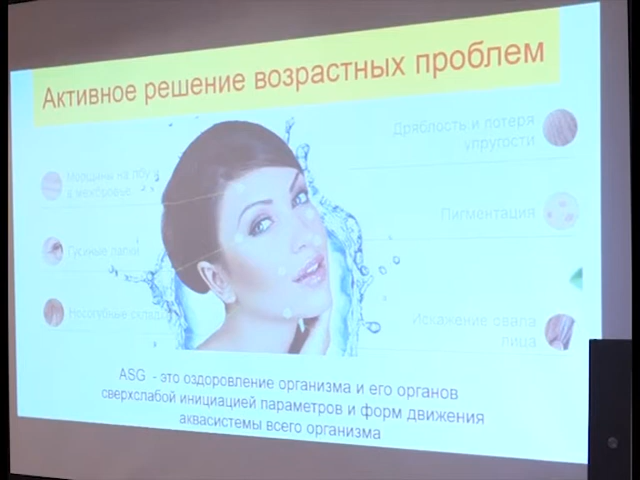 Активное решение возрастных проблем
Морщины на лбу и
в межбровье
Гусиные лапки
Носогубные складки
Дряблость и потеря
упругости
Пигментация
Искажение овала
лица
ASG - это оздоровление организма и его органов
сверхслабой инициацией параметров и форм движения
аквасистемы всего организма